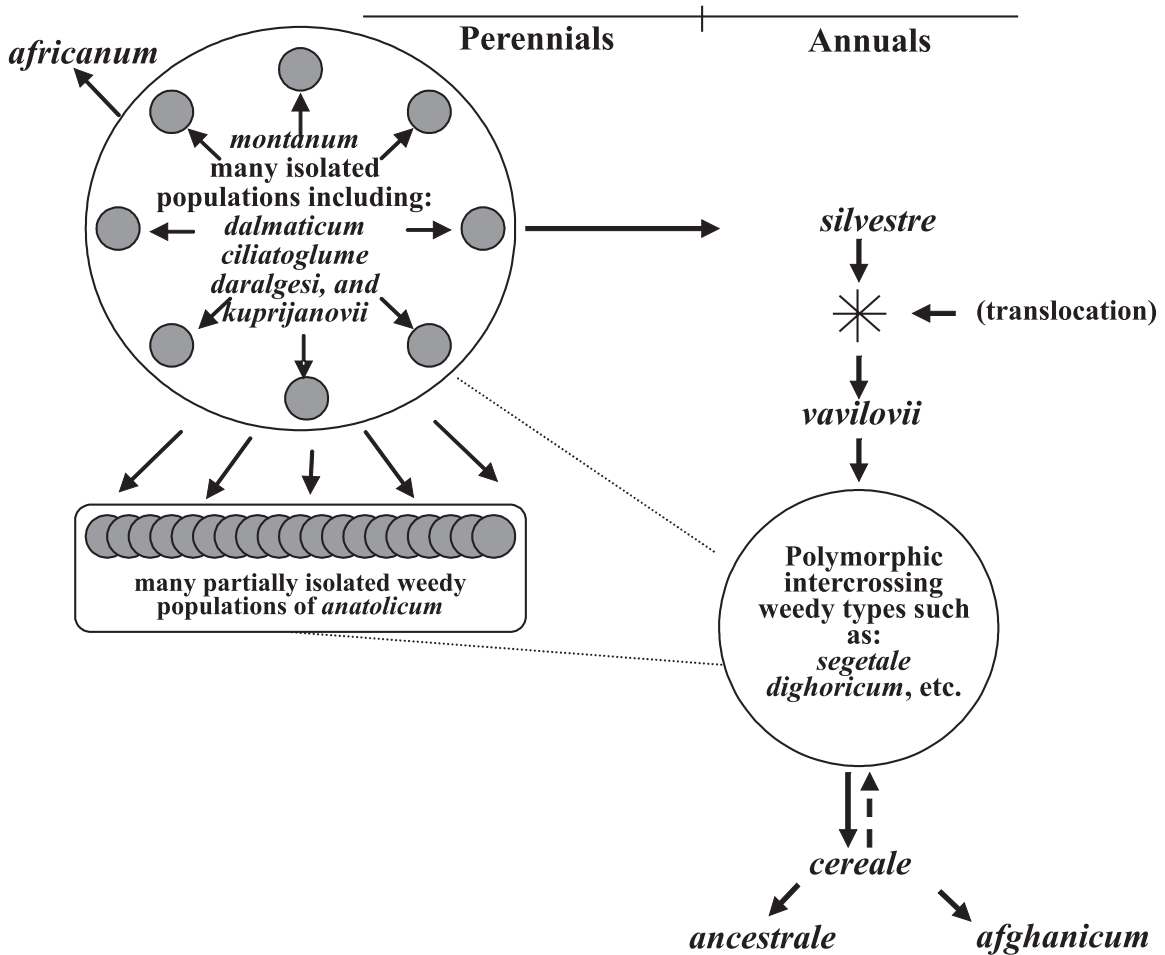 Perennials
Annuals
africanum
montanum
many isolated
populations including:
dalmaticum
ciliatoglume
daralgesi, and
kuprijanovii
silvestre
(translocation)
vavilovii
many partially isolated weedy
populations of anatolicum
Polymorphic
intercrossing
weedy types such
as:
segetale
dighoricum, etc.
cereale
ancestrale
afghanicum